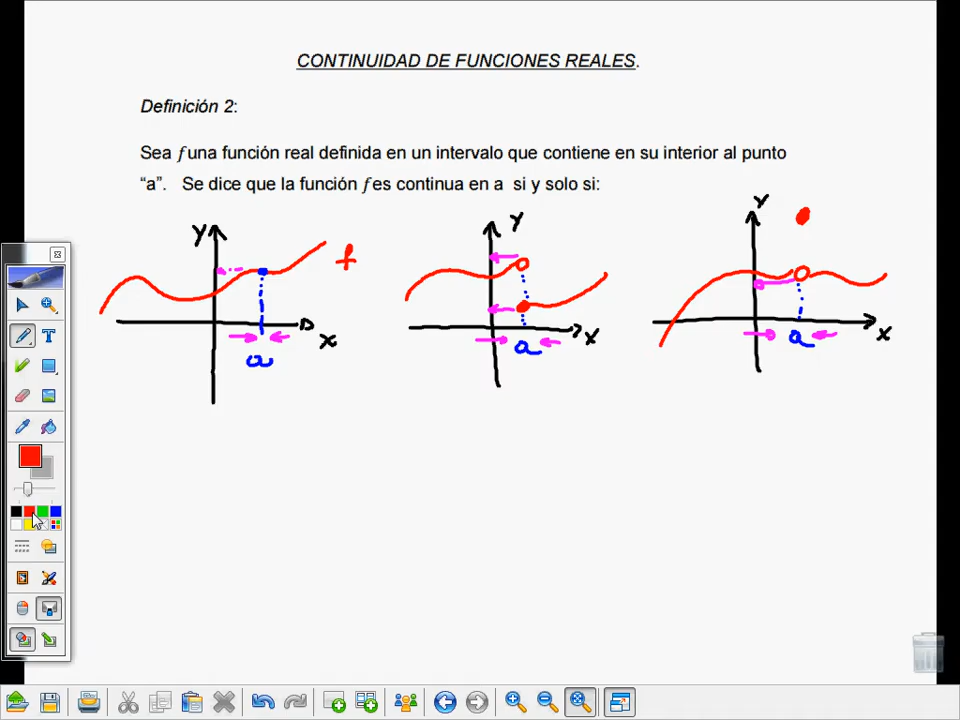 CONTINUIDAD DE FUNCIONES REALES.
Definición 2:
Sea f una función real definida en un intervalo que contiene en su interior al punto
“a”. Se dice que la función f es continua en a si y solo si:
y f
x
a
y
x
a
y
x
a
T